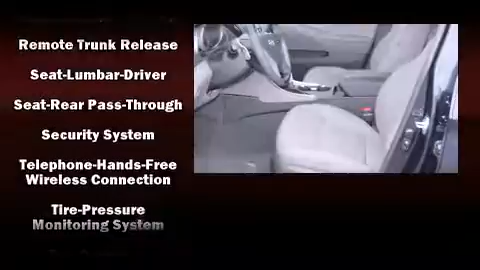 Remote Trunk Release
Seat-Lumbar-Driver
Seat-Rear Pass-Through
Security System
Telephone-Hands-Free
Wireless Connection
Tire-Pressure
Monitoring System